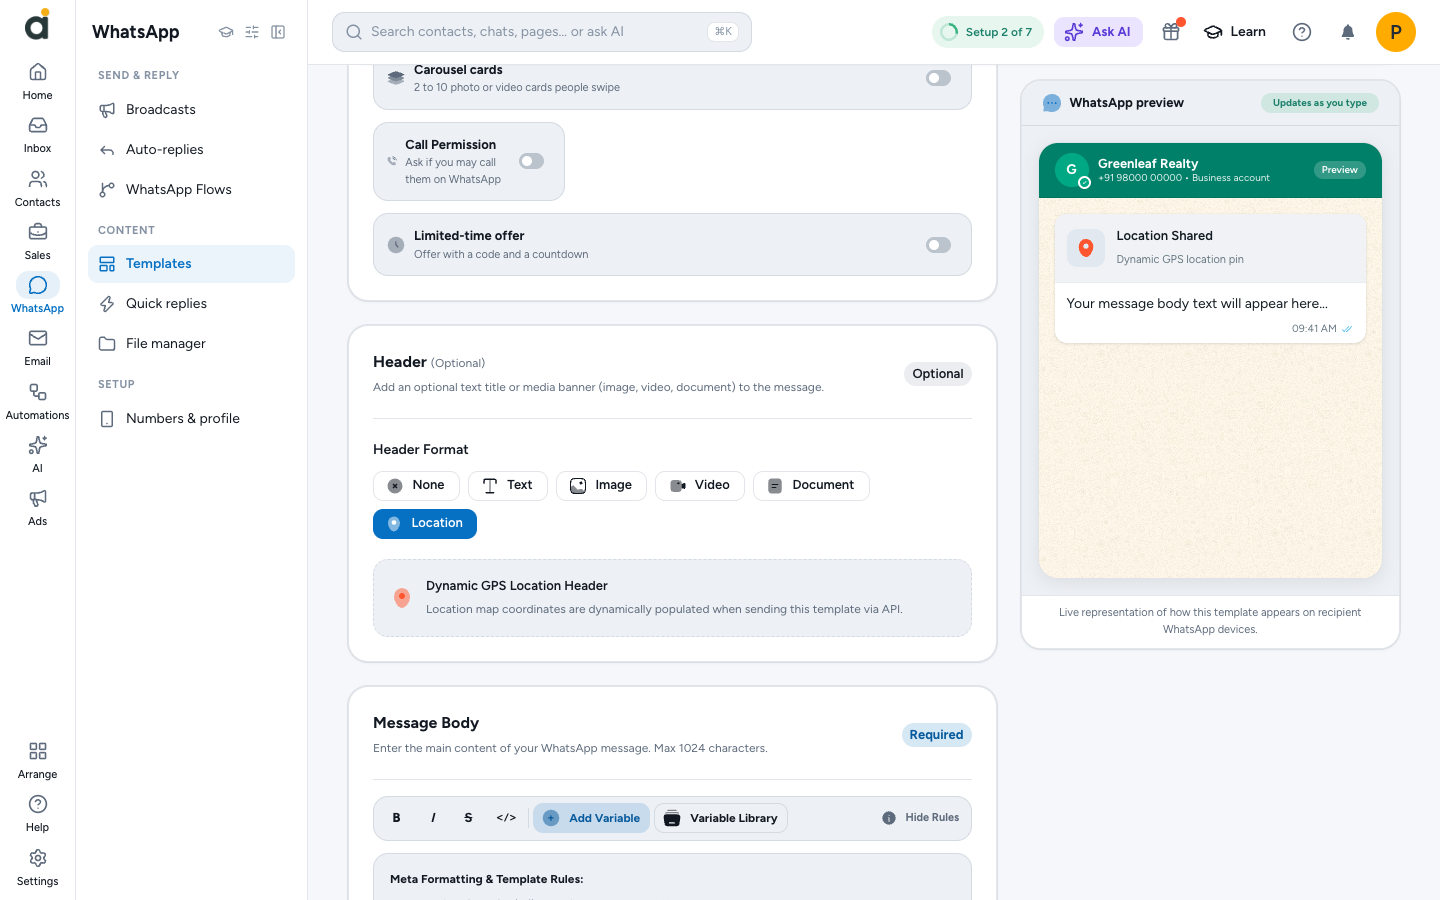 WhatsApp
Search contacts, chats, pages... or ask AI
⌘K
Setup 2 of 7
Ask AI
Learn
P
Home
Inbox
Contacts
Sales
WhatsApp
Email
Automations
AI
Ads
Arrange
Help
Settings
SEND & REPLY
Broadcasts
Auto-replies
WhatsApp Flows
CONTENT
Templates
Quick replies
File manager
SETUP
Numbers & profile
Carousel cards
2 to 10 photo or video cards people swipe
Call Permission
Ask if you may call
them on WhatsApp
Limited-time offer
Offer with a code and a countdown
Header (Optional)
Add an optional text title or media banner (image, video, document) to the message.
Optional
Header Format
None
Text
Image
Video
Document
Location
Dynamic GPS Location Header
Location map coordinates are dynamically populated when sending this template via API.
Message Body
Enter the main content of your WhatsApp message. Max 1024 characters.
Required
B
I
S
</>
Add Variable
Variable Library
Hide Rules
Meta Formatting & Template Rules:
WhatsApp preview
Updates as you type
G
Greenleaf Realty
+91 98000 00000 • Business account
Preview
Location Shared
Dynamic GPS location pin
Your message body text will appear here...
09:41 AM
Live representation of how this template appears on recipient
WhatsApp devices.